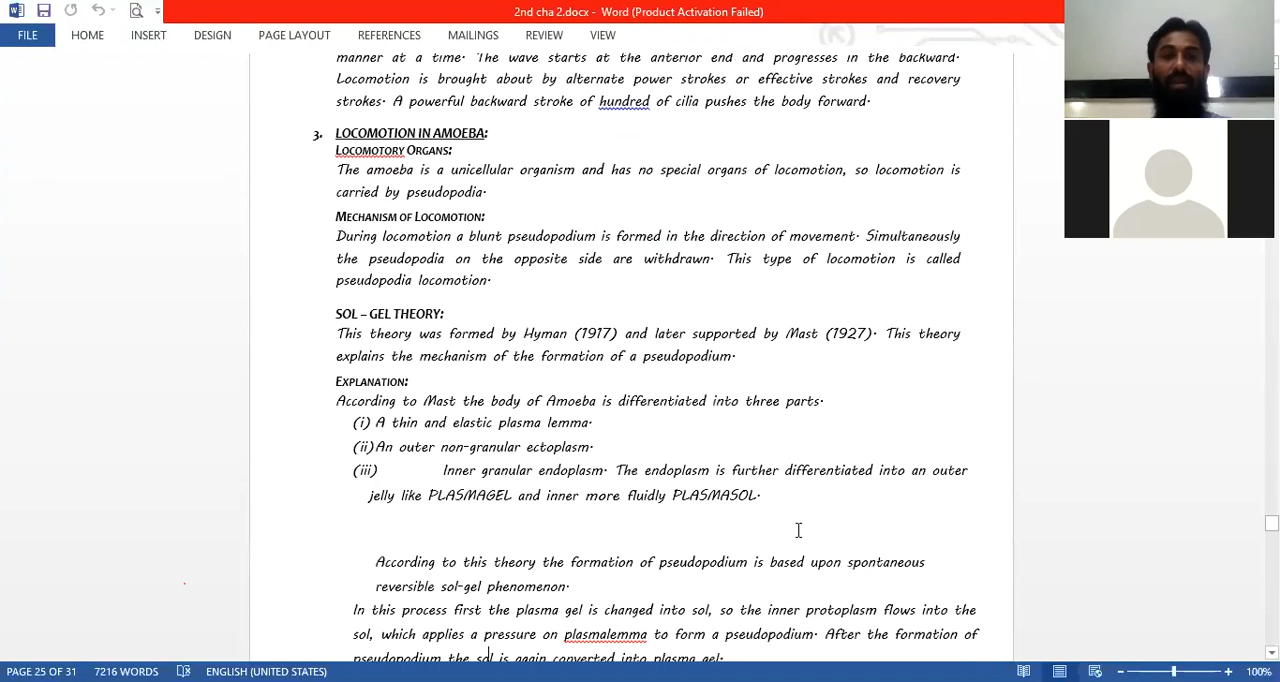 2nd cha 2.docx - Word (Product Activation Failed)
FILE HOME INSERT DESIGN PAGE LAYOUT REFERENCES MAILINGS REVIEW VIEW
manner at a time. The wave starts at the anterior end and progresses in the backward.
Locomotion is brought about by alternate power strokes or effective strokes and recovery
strokes. A powerful backward stroke of hundred of cilia pushes the body forward.
3. LOCOMOTION IN AMOEBA:
LOCOMOTORY ORGANS:
The amoeba is a unicellular organism and has no special organs of locomotion, so locomotion is
carried by pseudopodia.
MECHANISM OF LOCOMOTION:
During locomotion a blunt pseudopodium is formed in the direction of movement. Simultaneously
the pseudopodia on the opposite side are withdrawn. This type of locomotion is called
pseudopodia locomotion.
SOL – GEL THEORY:
This theory was formed by Hyman (1917) and later supported by Mast (1927). This theory
explains the mechanism of the formation of a pseudopodium.
EXPLANATION:
According to Mast the body of Amoeba is differentiated into three parts.
(i) A thin and elastic plasma lemma.
(ii) An outer non-granular ectoplasm.
(iii) Inner granular endoplasm. The endoplasm is further differentiated into an outer
jelly like PLASMAGEL and inner more fluidly PLASMASOL.
According to this theory the formation of pseudopodium is based upon spontaneous
reversible sol-gel phenomenon.
In this process first the plasma gel is changed into sol, so the inner protoplasm flows into the
sol, which applies a pressure on plasmalemma to form a pseudopodium. After the formation of
pseudopodium the sol is again converted into plasma gel.
PAGE 25 OF 31 7216 WORDS ENGLISH (UNITED STATES) 100%